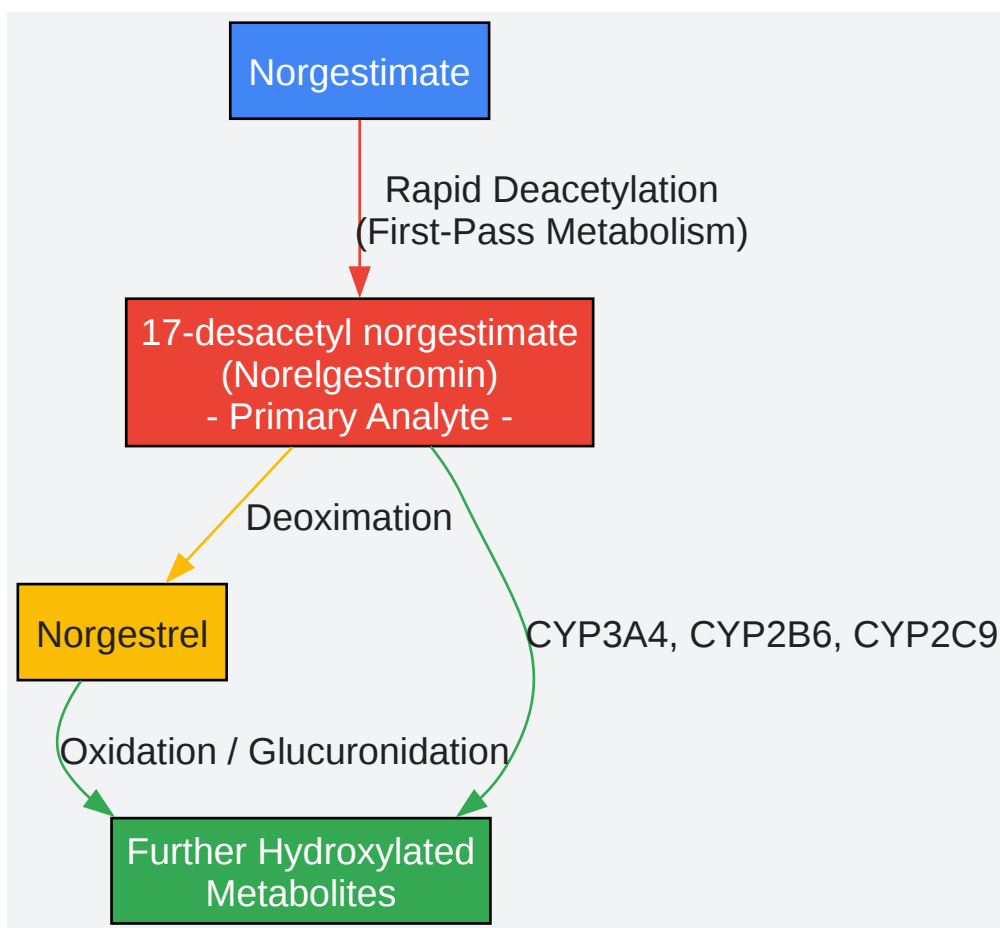 Norgestimate
Rapid Deacetylation
(First-Pass Metabolism)
17-desacetyl norgestimate
(Norelgestromin)
- Primary Analyte -
Deoximation
Norgestrel
CYP3A4, CYP2B6, CYP2C9
Oxidation / Glucuronidation
Further Hydroxylated
Metabolites